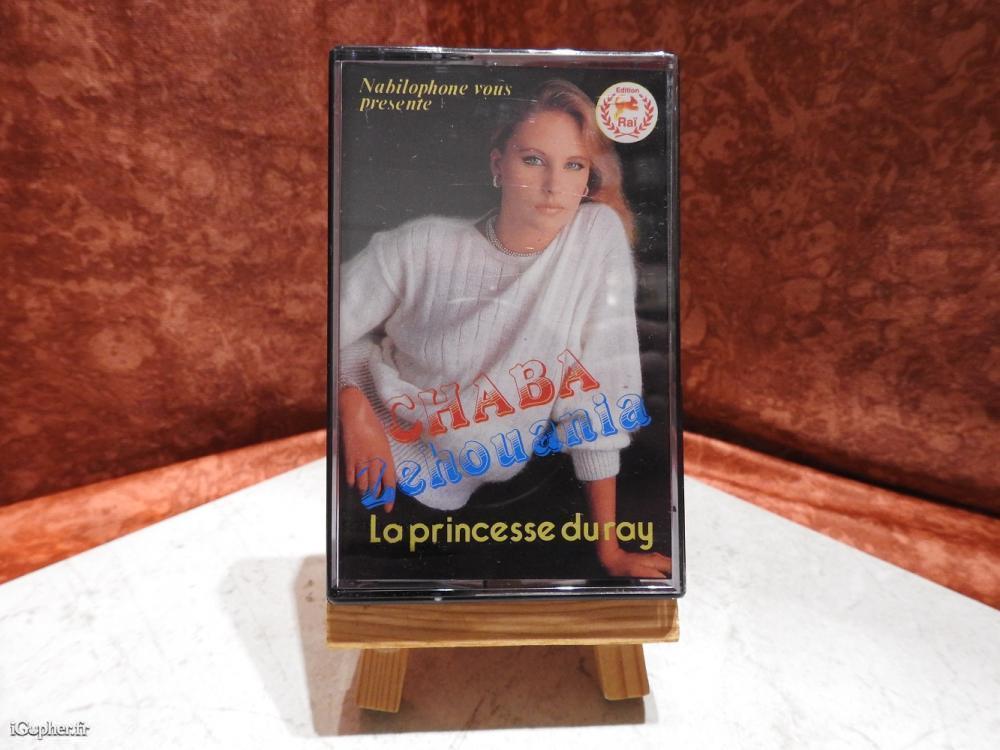 Nabilophone vous
presente
Edition
Raï
CHABA
Zehouania
La princesse du ray
iGopher.fr